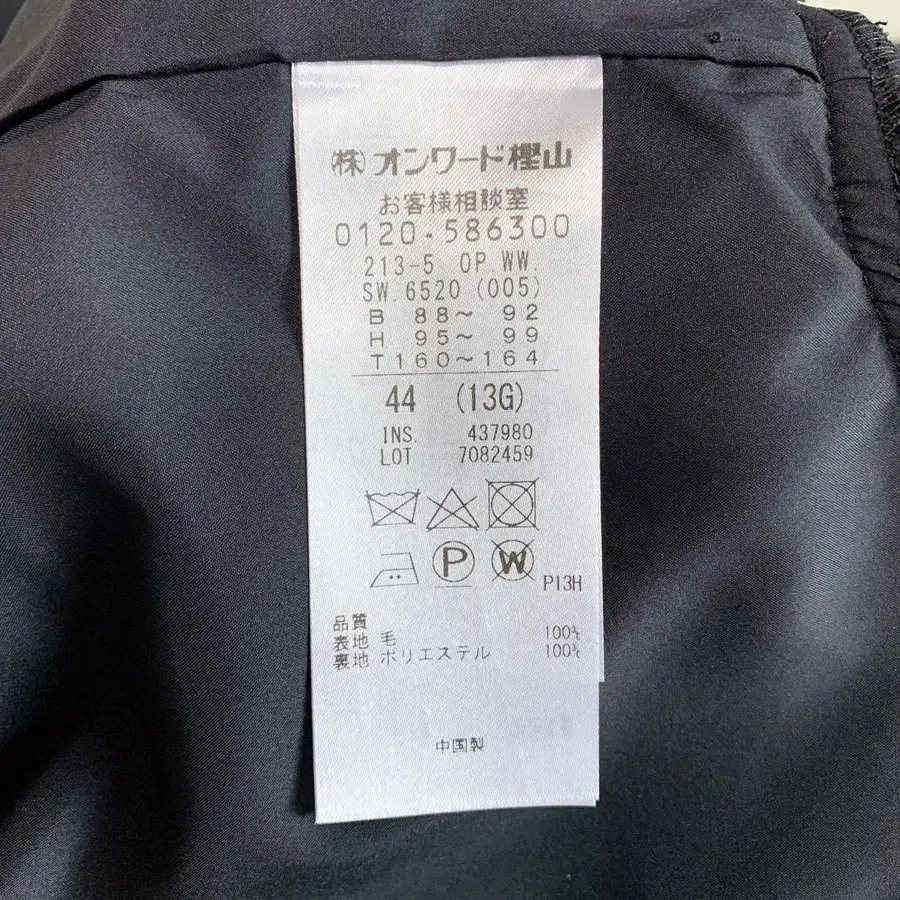 ㈱オンワード樫山
お客様相談室
0120-586300
213-5 OP.WW.
SW.6520(005)
B 88～ 92
H 95～ 99
T160～164
44 (13G)
INS. 437980
LOT 7082459
P
W
P13H
品質
表地 毛 100%
裏地 ポリエステル 100%
中国製